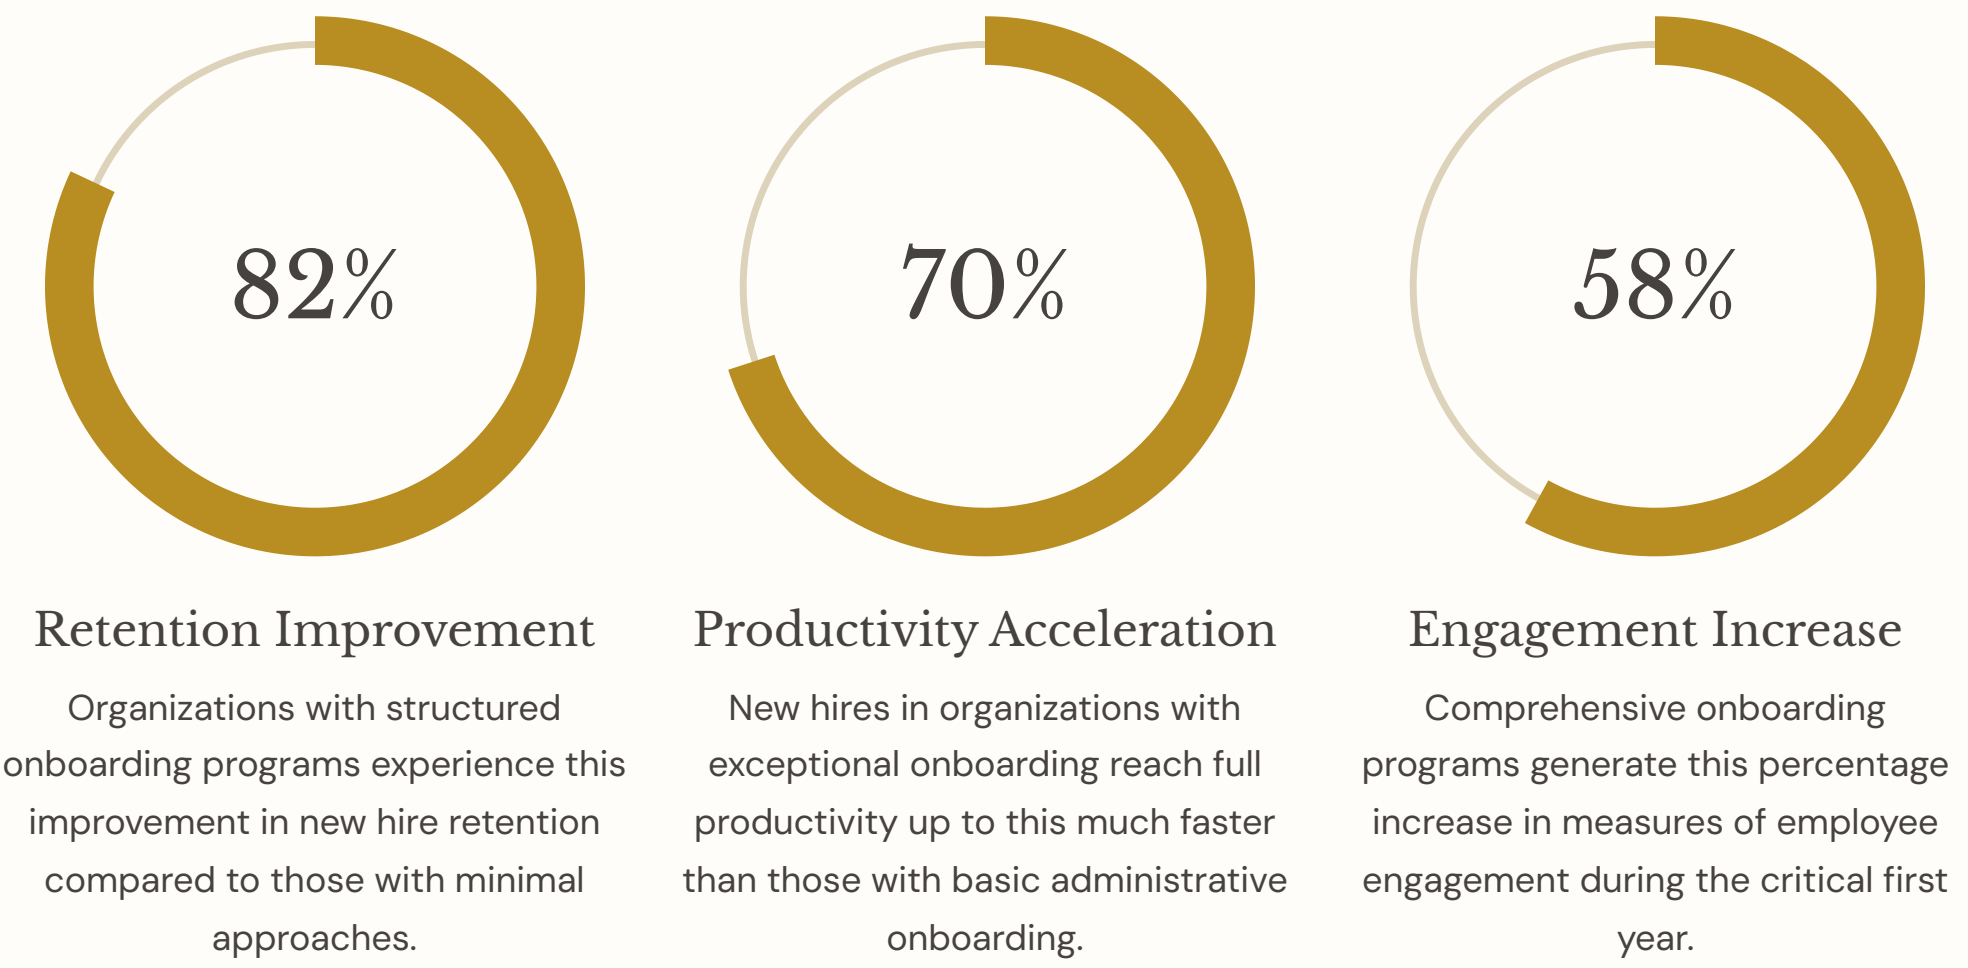 82%
Retention Improvement
Organizations with structured
onboarding programs experience this
improvement in new hire retention
compared to those with minimal
approaches.
70%
Productivity Acceleration
New hires in organizations with
exceptional onboarding reach full
productivity up to this much faster
than those with basic administrative
onboarding.
58%
Engagement Increase
Comprehensive onboarding
programs generate this percentage
increase in measures of employee
engagement during the critical first
year.